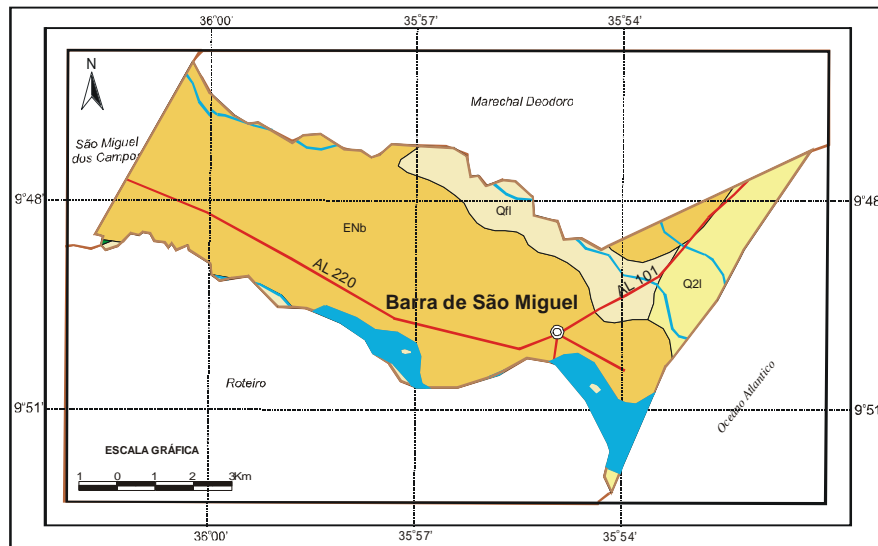 36°00' 35°57' 35°54'
N
Marechal Deodoro
São Miguel
dos Campos
9°48' 9°48'
Qfl
ENb
AL 220
AL 101
Q2l
Barra de São Miguel
Roteiro
Oceano Atlantico
9°51' 9°51'
ESCALA GRÁFICA
1 0 1 2 3Km
36°00' 35°57' 35°54'